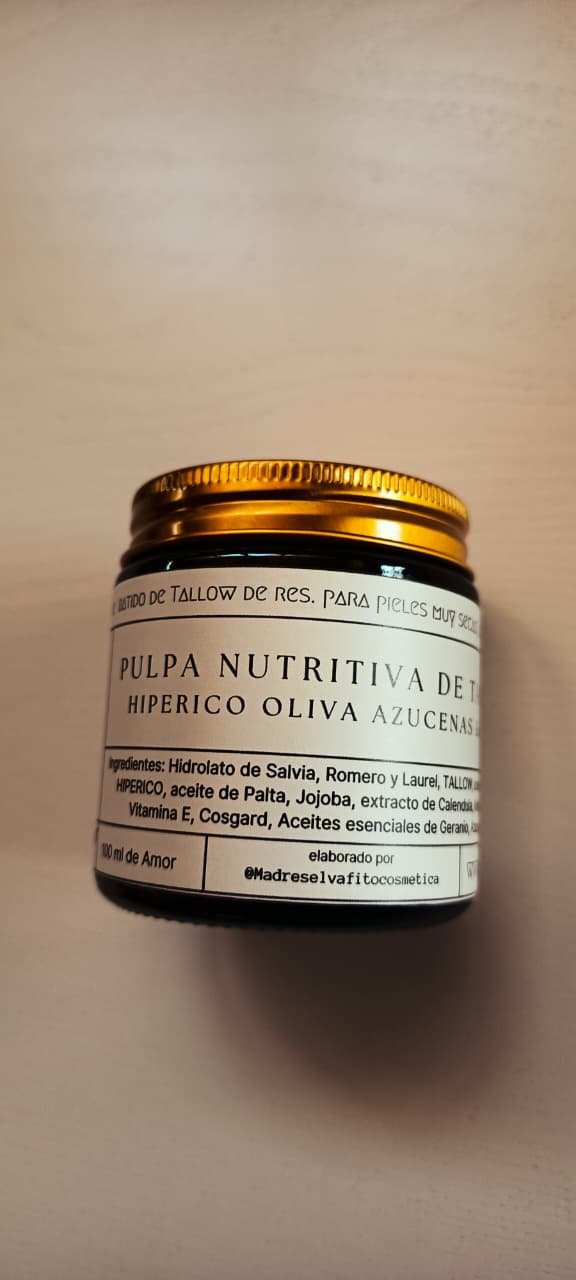 BATIDO DE TALLOW DE RES. PARA PIELES MUY
PULPA NUTRITIVA DE
HIPERICO OLIVA AZUCENAS
Ingredientes: Hidrolato de Salvia, Romero y Laurel, TALLOW,
HIPERICO, aceite de Palta, Jojoba, extracto de Calendula,
Vitamina E, Cosgard, Aceites esenciales de Geranio,
100 ml de Amor
elaborado por
@Madreselvafitocosmetica